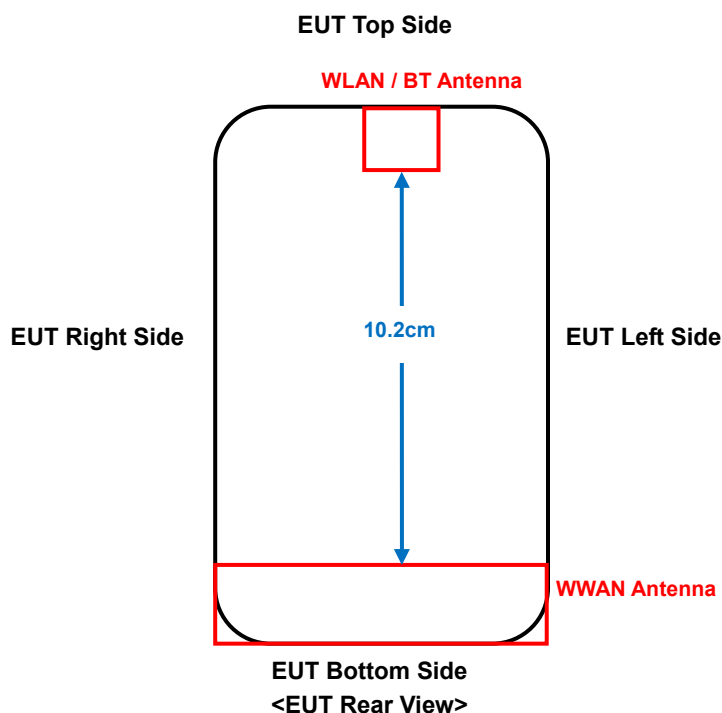 EUT Top Side
WLAN / BT Antenna
EUT Right Side
10.2cm
EUT Left Side
WWAN Antenna
EUT Bottom Side
<EUT Rear View>